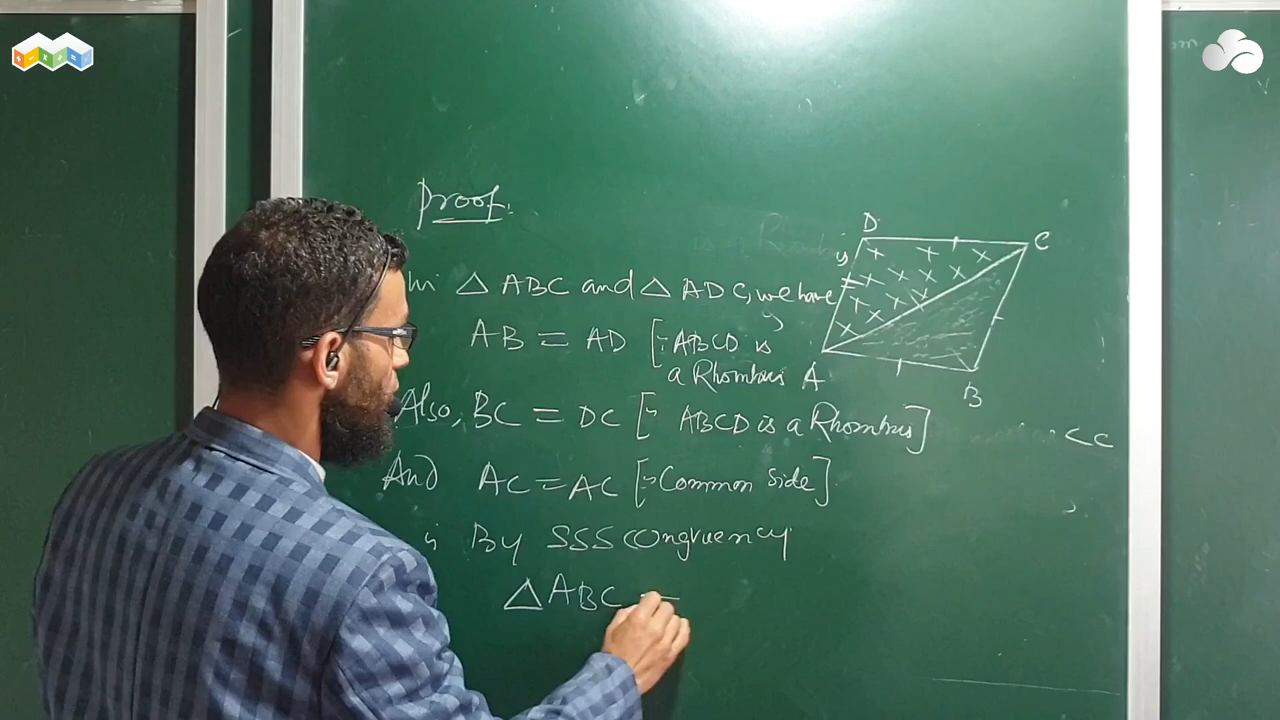 Proof.
In △ ABC and △ ADC, we have,
AB = AD [∵ ABCD is
a Rhombus
Also, BC = DC [∵ ABCD is a Rhombus]
And AC = AC [∵ Common Side]
∴ By SSS congruency
△ ABC =
D
C
A
B
<C